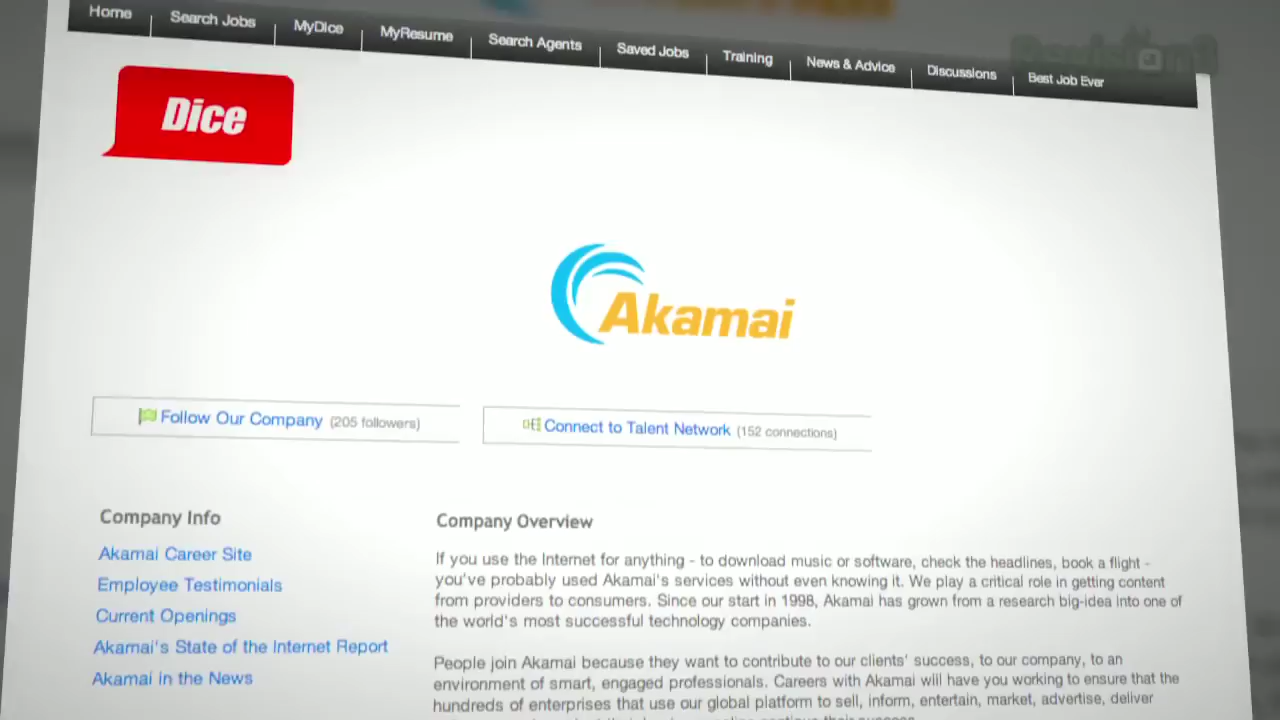 Home
Search Jobs
MyDice
MyResume
Search Agents
Saved Jobs
Training
News & Advice
Discussions
Best Job Ever
Dice
Akamai
Follow Our Company (205 followers)
Connect to Talent Network (152 connections)
Company Info
Akamai Career Site
Employee Testimonials
Current Openings
Akamai's State of the Internet Report
Akamai in the News
Company Overview
If you use the Internet for anything - to download music or software, check the headlines, book a flight -
you've probably used Akamai's services without even knowing it. We play a critical role in getting content
from providers to consumers. Since our start in 1998, Akamai has grown from a research big-idea into one of
the world's most successful technology companies.
People join Akamai because they want to contribute to our clients' success, to our company, to an
environment of smart, engaged professionals. Careers with Akamai will have you working to ensure that the
hundreds of enterprises that use our global platform to sell, inform, entertain, market, advertise, deliver